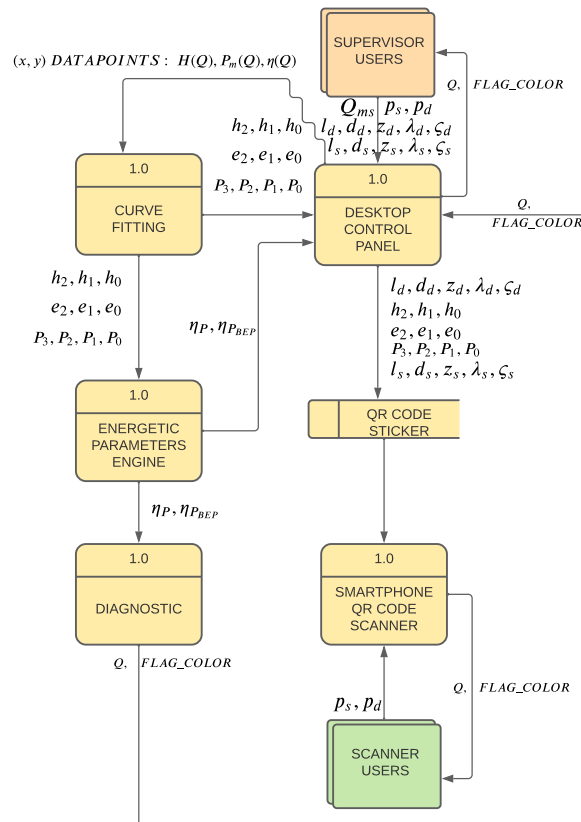 SUPERVISOR
USERS
(x, y) DATAPOINTS : H(Q), P_m(Q), η(Q)
Q, FLAG_COLOR
Q_ms p_s, p_d
l_d, d_d, z_d, λ_d, ς_d
l_s, d_s, z_s, λ_s, ς_s
h_2, h_1, h_0
e_2, e_1, e_0
P_3, P_2, P_1, P_0
1.0
CURVE
FITTING
1.0
DESKTOP
CONTROL
PANEL
Q,
FLAG_COLOR
h_2, h_1, h_0
e_2, e_1, e_0
P_3, P_2, P_1, P_0
η_P, η_P_BEP
l_d, d_d, z_d, λ_d, ς_d
h_2, h_1, h_0
e_2, e_1, e_0
P_3, P_2, P_1, P_0
l_s, d_s, z_s, λ_s, ς_s
1.0
ENERGETIC
PARAMETERS
ENGINE
QR CODE
STICKER
η_P, η_P_BEP
1.0
DIAGNOSTIC
1.0
SMARTPHONE
QR CODE
SCANNER
Q, FLAG_COLOR
Q, FLAG_COLOR
p_s, p_d
SCANNER
USERS